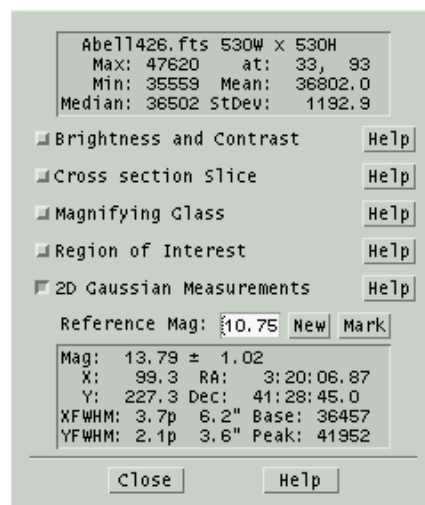 Abell426.fts 530W x 530H
Max: 47620 at: 33, 93
Min: 35559 Mean: 36802.0
Median: 36502 StDev: 1192.9
Brightness and Contrast Help
Cross section Slice Help
Magnifying Glass Help
Region of Interest Help
2D Gaussian Measurements Help
Reference Mag: 10.75 New Mark
Mag: 13.79 ± 1.02
X: 99.3 RA: 3:20:06.87
Y: 227.3 Dec: 41:28:45.0
XFWHM: 3.7p 6.2" Base: 36457
YFWHM: 2.1p 3.6" Peak: 41952
Close Help